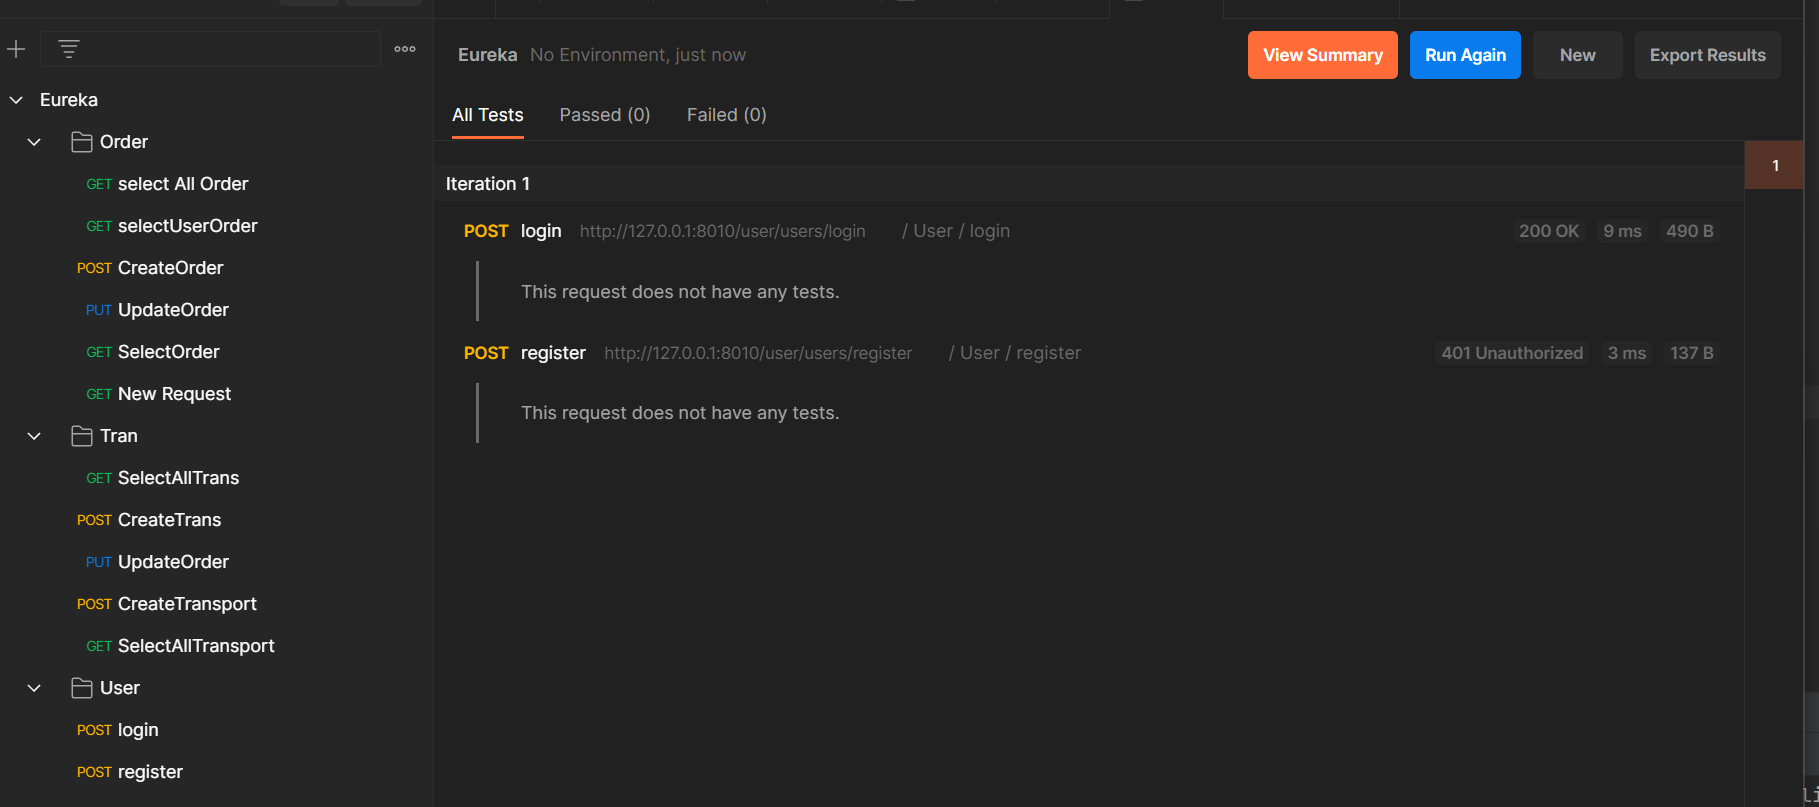 Eureka
Order
GET select All Order
GET selectUserOrder
POST CreateOrder
PUT UpdateOrder
GET SelectOrder
GET New Request
Tran
GET SelectAllTrans
POST CreateTrans
PUT UpdateOrder
POST CreateTransport
GET SelectAllTransport
User
POST login
POST register
Eureka No Environment, just now
View Summary Run Again New Export Results
All Tests Passed (0) Failed (0)
1
Iteration 1
POST login http://127.0.0.1:8010/user/users/login / User / login 200 OK 9 ms 490 B
This request does not have any tests.
POST register http://127.0.0.1:8010/user/users/register / User / register 401 Unauthorized 3 ms 137 B
This request does not have any tests.